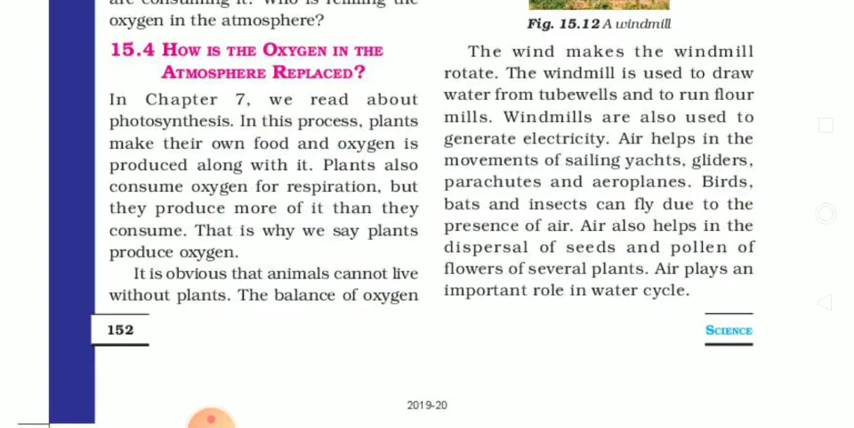 oxygen in the atmosphere?
15.4 HOW IS THE OXYGEN IN THE
ATMOSPHERE REPLACED?
In Chapter 7, we read about
photosynthesis. In this process, plants
make their own food and oxygen is
produced along with it. Plants also
consume oxygen for respiration, but
they produce more of it than they
consume. That is why we say plants
produce oxygen.
It is obvious that animals cannot live
without plants. The balance of oxygen
Fig. 15.12 A windmill
The wind makes the windmill
rotate. The windmill is used to draw
water from tubewells and to run flour
mills. Windmills are also used to
generate electricity. Air helps in the
movements of sailing yachts, gliders,
parachutes and aeroplanes. Birds,
bats and insects can fly due to the
presence of air. Air also helps in the
dispersal of seeds and pollen of
flowers of several plants. Air plays an
important role in water cycle.
152
SCIENCE
2019-20